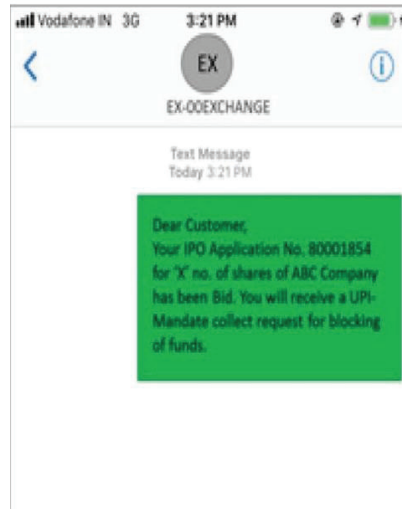 Vodafone IN 3G 3:21 PM
EX
EX-00EXCHANGE
Text Message
Today 3:21 PM
Dear Customer,
Your IPO Application No. 80001854
for 'X' no. of shares of ABC Company
has been Bid. You will receive a UPI-
Mandate collect request for blocking
of funds.